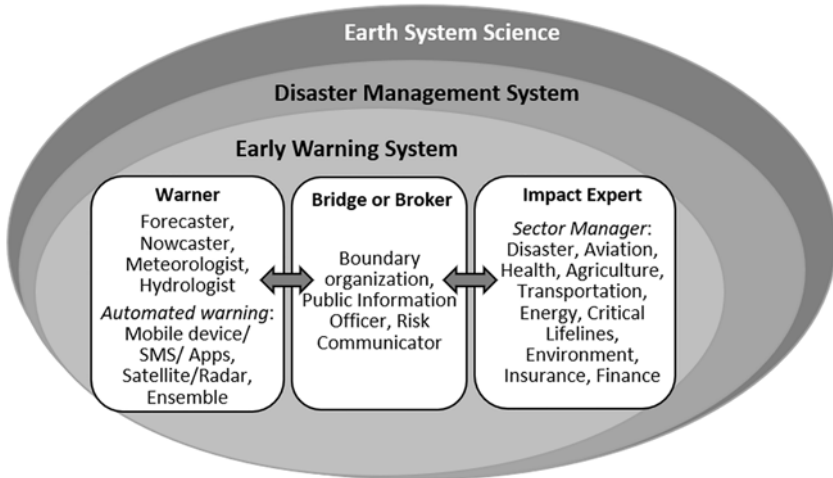 Earth System Science
Disaster Management System
Early Warning System
Warner
Forecaster,
Nowcaster,
Meteorologist,
Hydrologist
Automated warning:
Mobile device/
SMS/ Apps,
Satellite/Radar,
Ensemble
Bridge or Broker
Boundary
organization,
Public Information
Officer, Risk
Communicator
Impact Expert
Sector Manager:
Disaster, Aviation,
Health, Agriculture,
Transportation,
Energy, Critical
Lifelines,
Environment,
Insurance, Finance